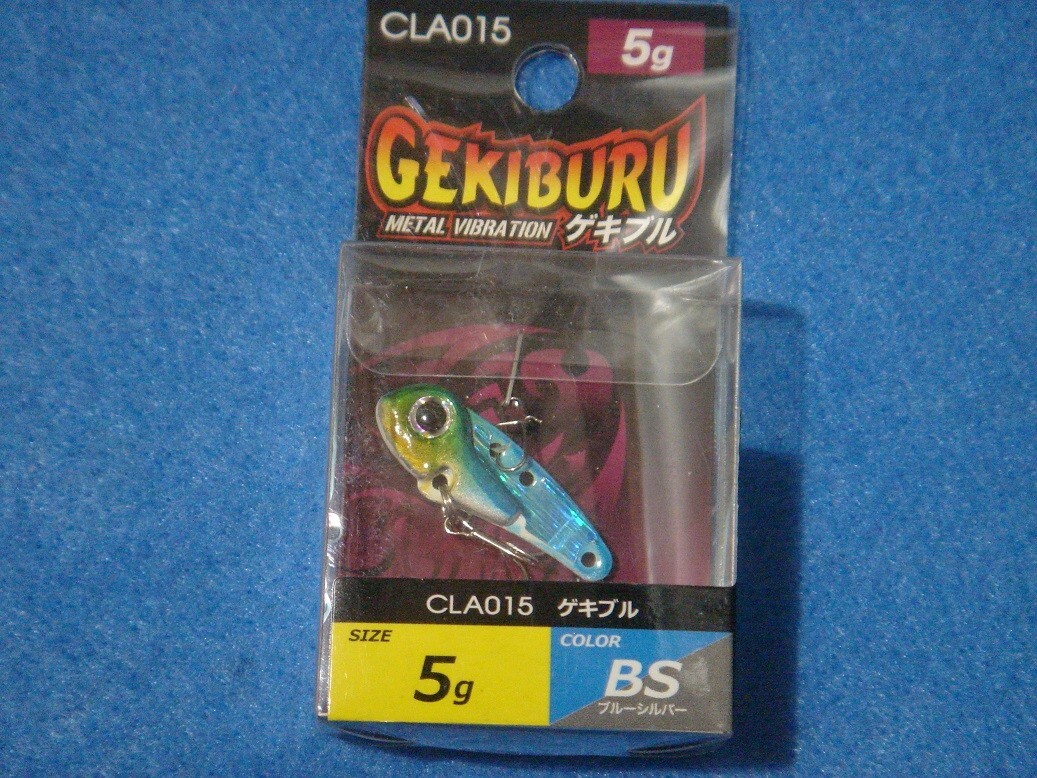 CLA015
5g
GEKIBURU
METAL VIBRATION ゲキブル
CLA015 ゲキブル
SIZE
5g
COLOR
BS
ブルーシルバー